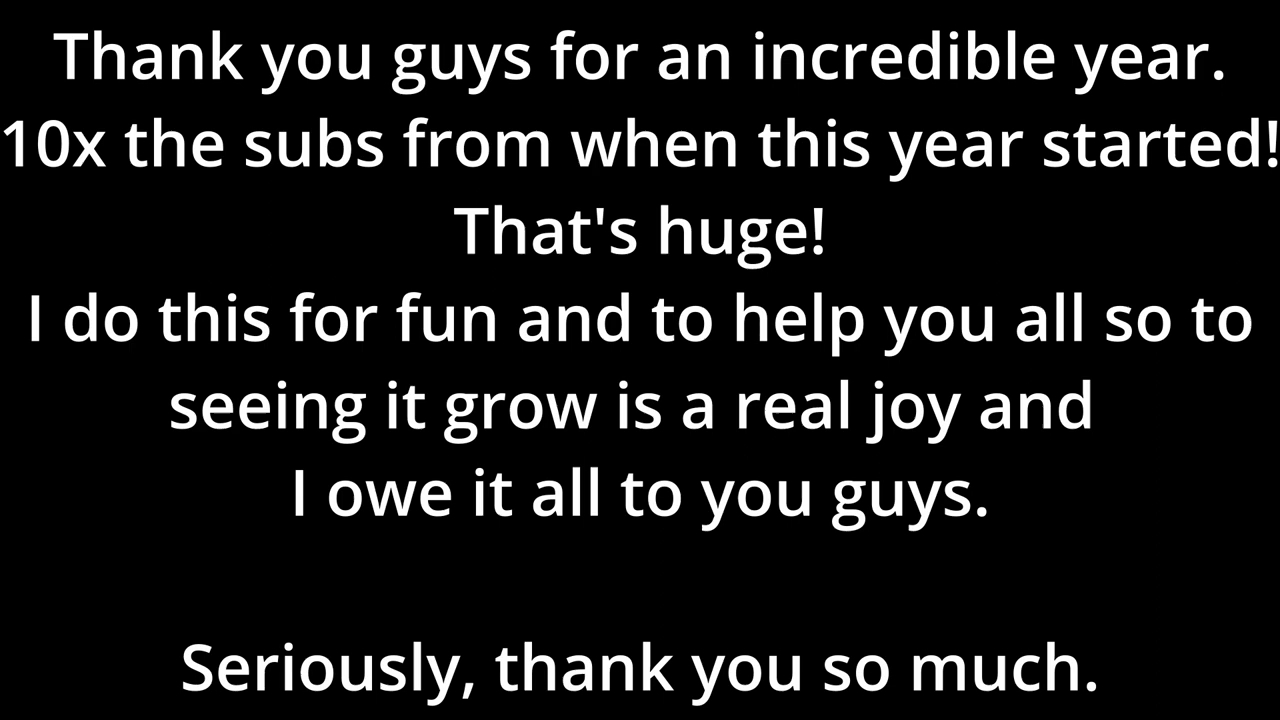 Thank you guys for an incredible year.
10x the subs from when this year started!
That's huge!
I do this for fun and to help you all so to
seeing it grow is a real joy and
I owe it all to you guys.
Seriously, thank you so much.